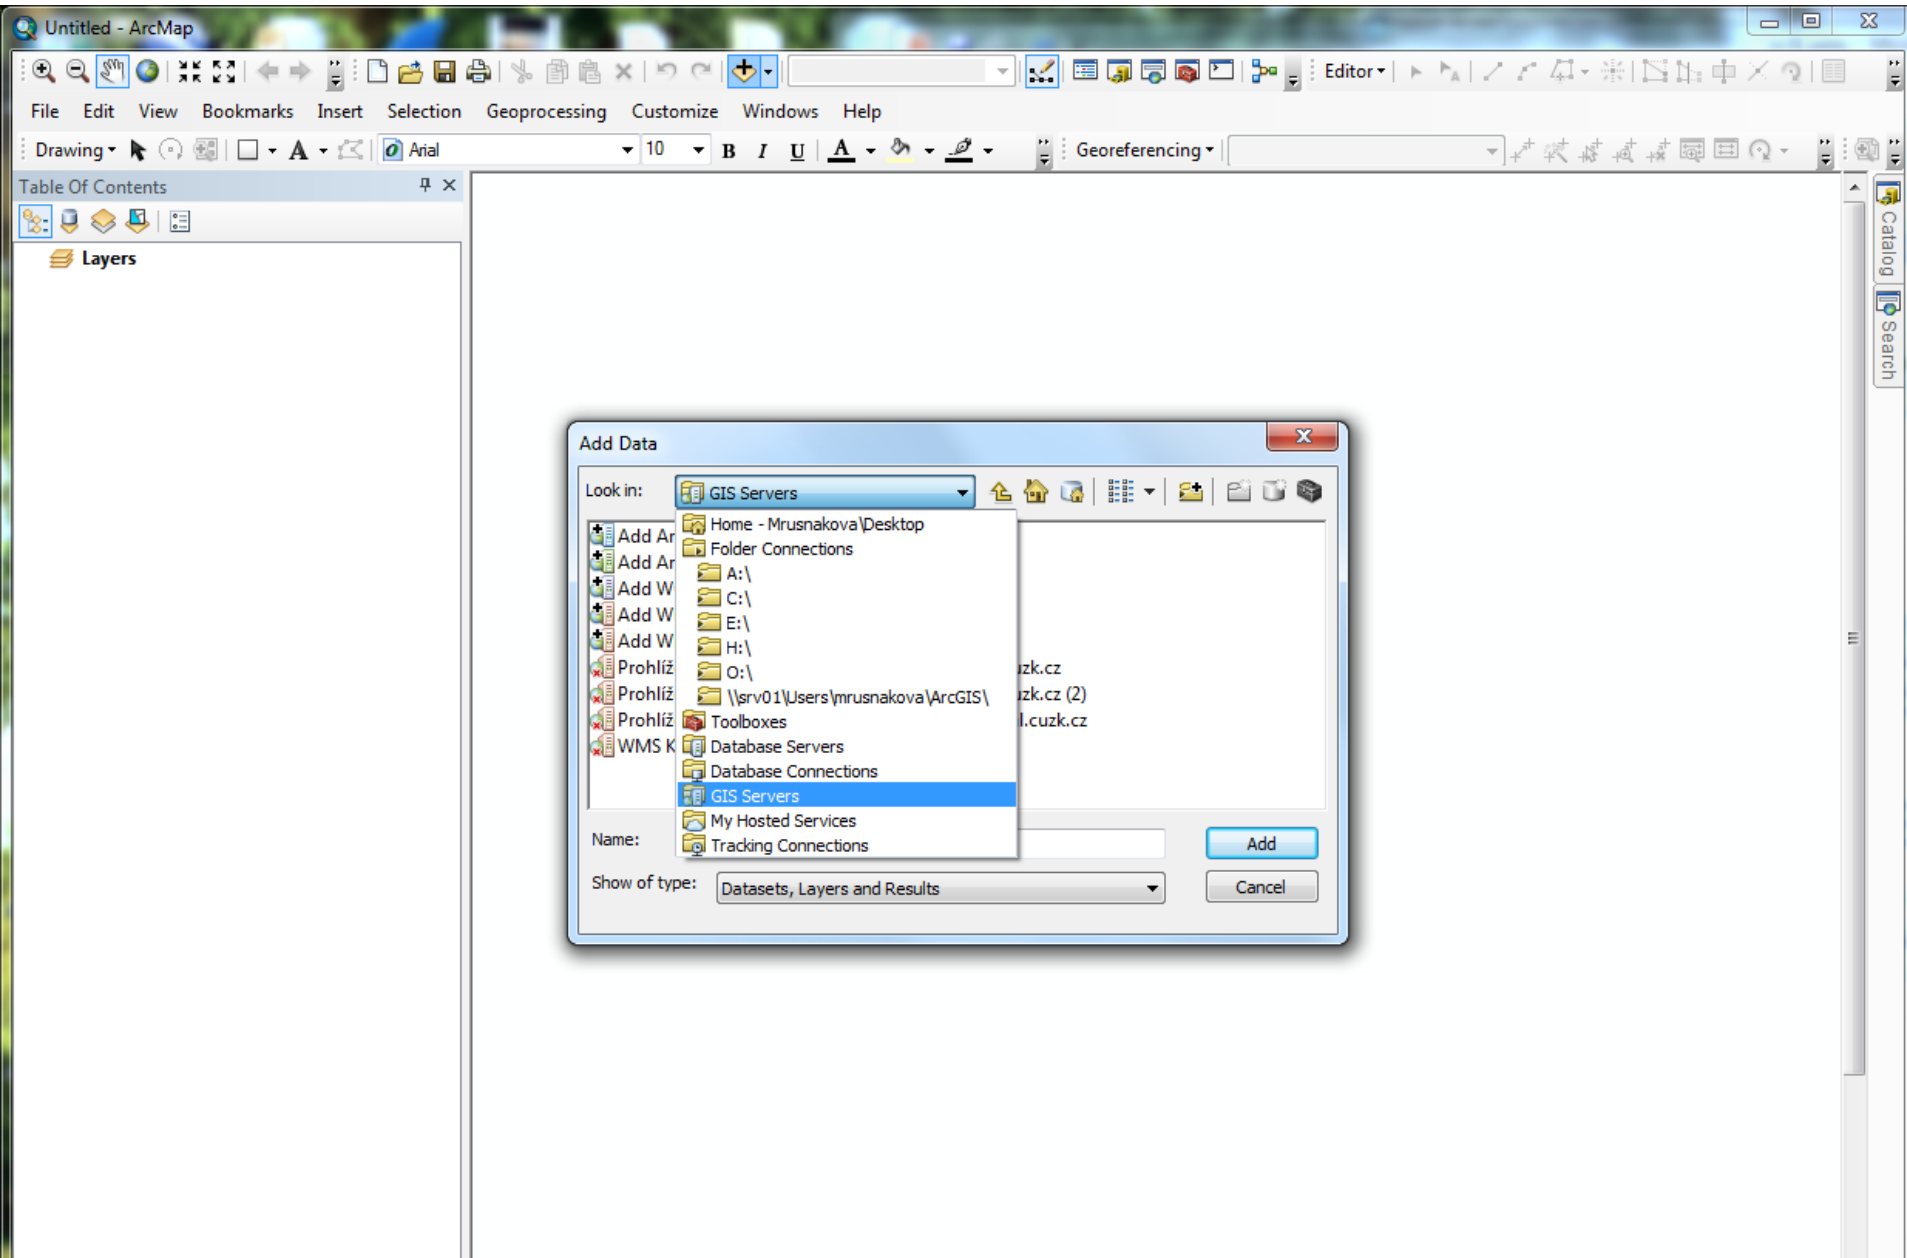 Untitled - ArcMap
Editor
File Edit View Bookmarks Insert Selection Geoprocessing Customize Windows Help
Drawing A Arial 10 B I U A Georeferencing
Table Of Contents
Layers
Catalog
Search
Add Data
Look in: GIS Servers
Home - Mrusnakova\Desktop
Folder Connections
A:\
C:\
E:\
H:\
O:\
\\srv01\Users\mrusnakova\ArcGIS\
Toolboxes
Database Servers
Database Connections
GIS Servers
My Hosted Services
Tracking Connections
Add Ar
Add Ar
Add W
Add W
Add W
Prohlíž uzk.cz
Prohlíž uzk.cz (2)
Prohlíž l.cuzk.cz
WMS K
Name: Add
Show of type: Datasets, Layers and Results Cancel